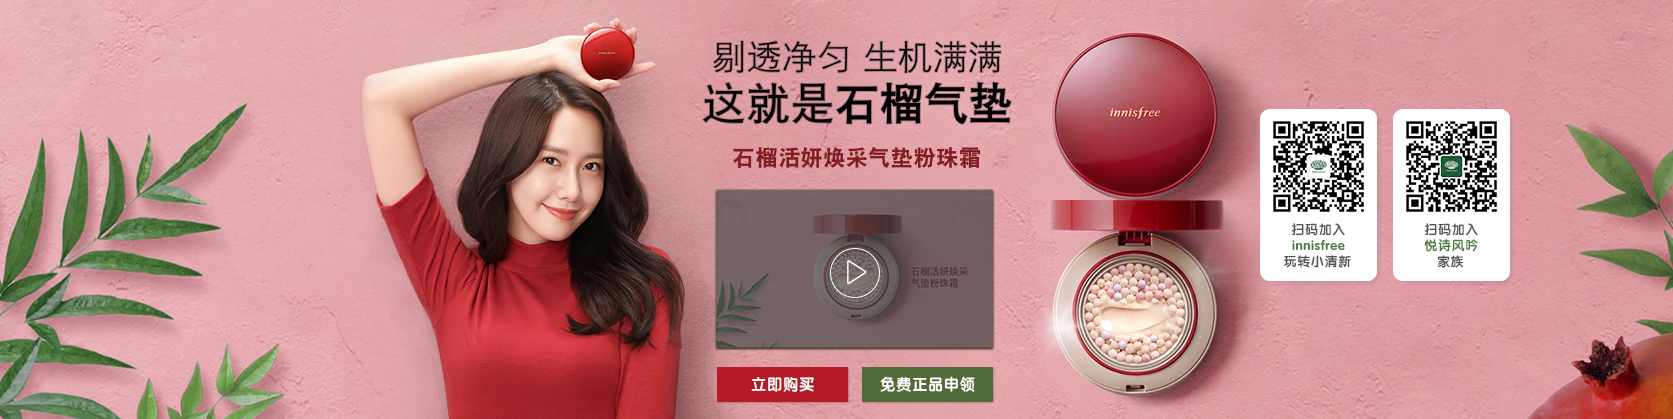 剔透净匀 生机满满
这就是石榴气垫
石榴活妍焕采气垫粉珠霜
石榴活妍焕采
气垫粉珠霜
立即购买
免费正品申领
innisfree
扫码加入
innisfree
玩转小清新
扫码加入
悦诗风吟
家族